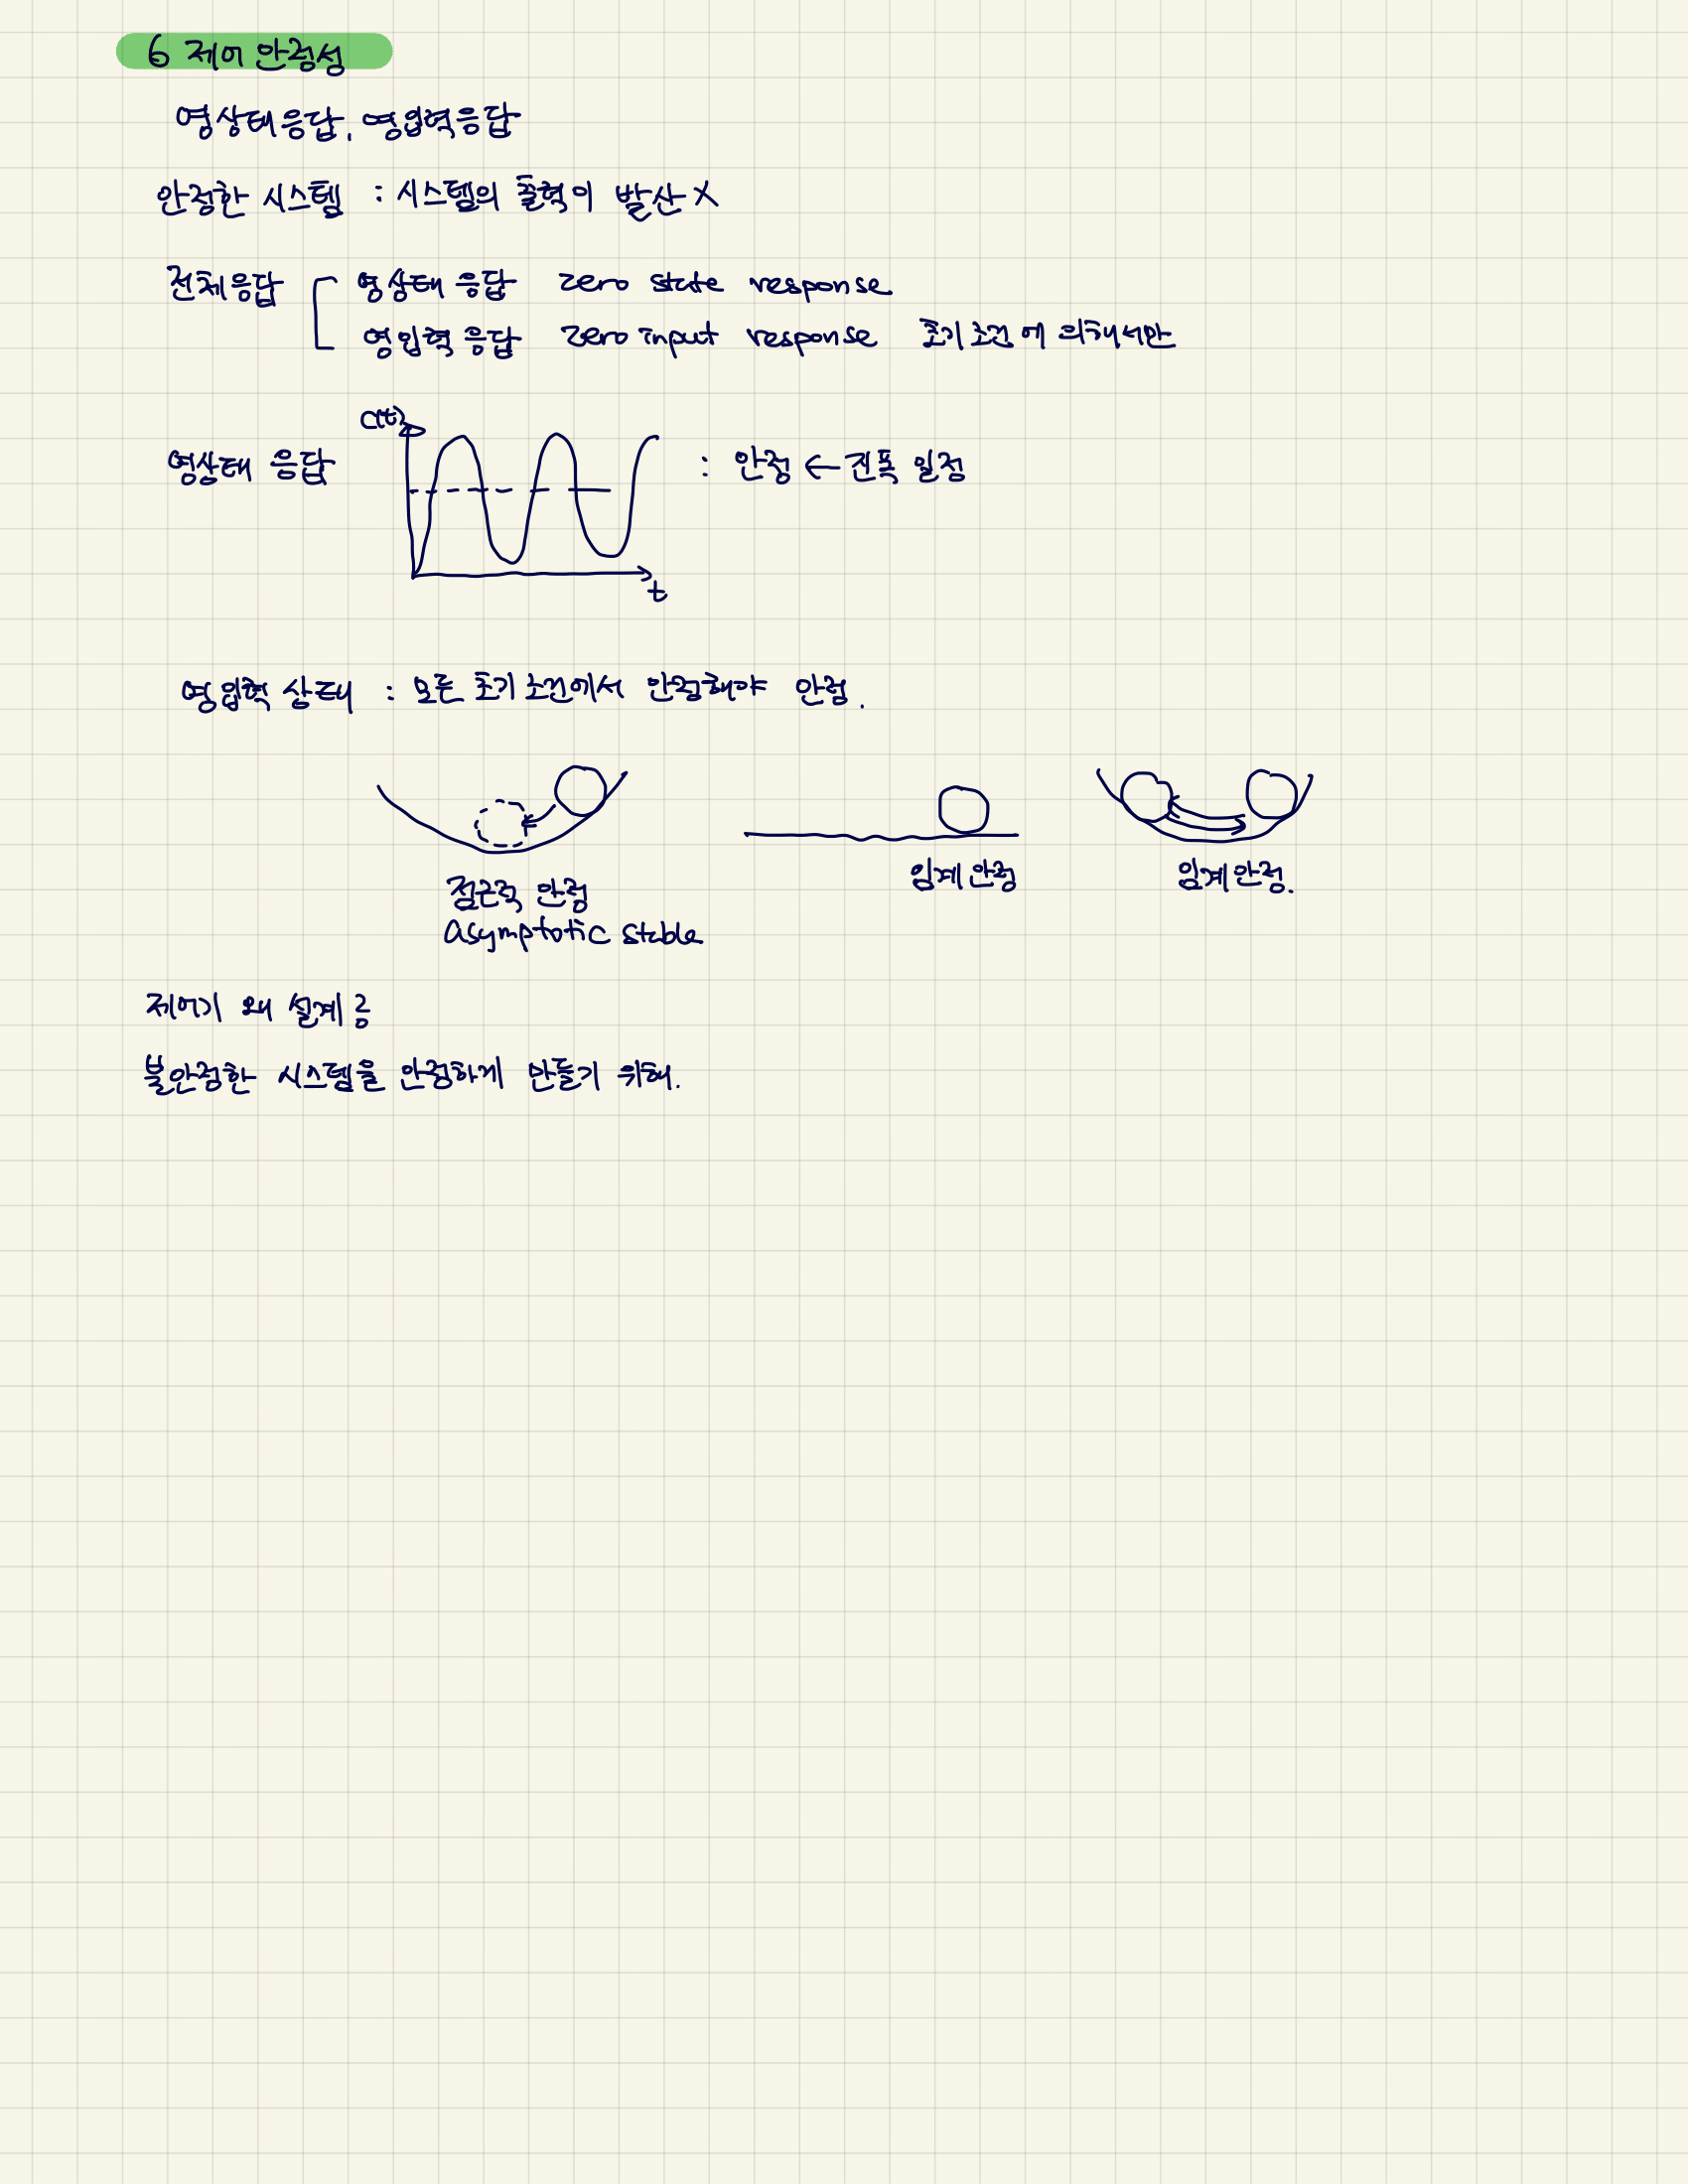 6 제어 안정성
영상태응답, 영입력응답
안정한 시스템 : 시스템의 출력이 발산 X
전체응답 영상태 응답 zero state response
영입력 응답 zero input response 초기조건에 의해서만
C(t)
영상태 응답 : 안정 ← 진폭 일정
t
영입력 상태 : 모든 초기조건에서 안정해야 안정.
점근적 안정 임계안정 임계안정.
Asymptotic stable
제어기 왜 설계
불안정한 시스템을 안정하게 만들기 위해.